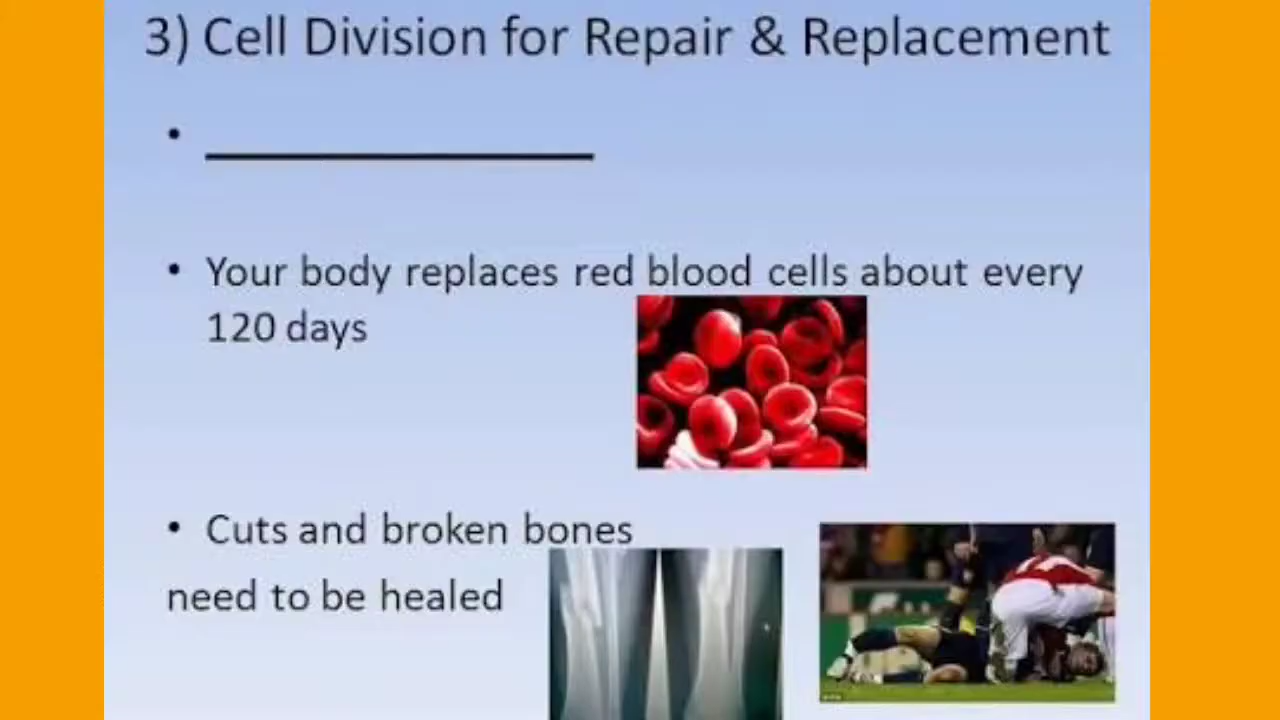 3) Cell Division for Repair & Replacement
• ________________
• Your body replaces red blood cells about every
120 days
• Cuts and broken bones
need to be healed